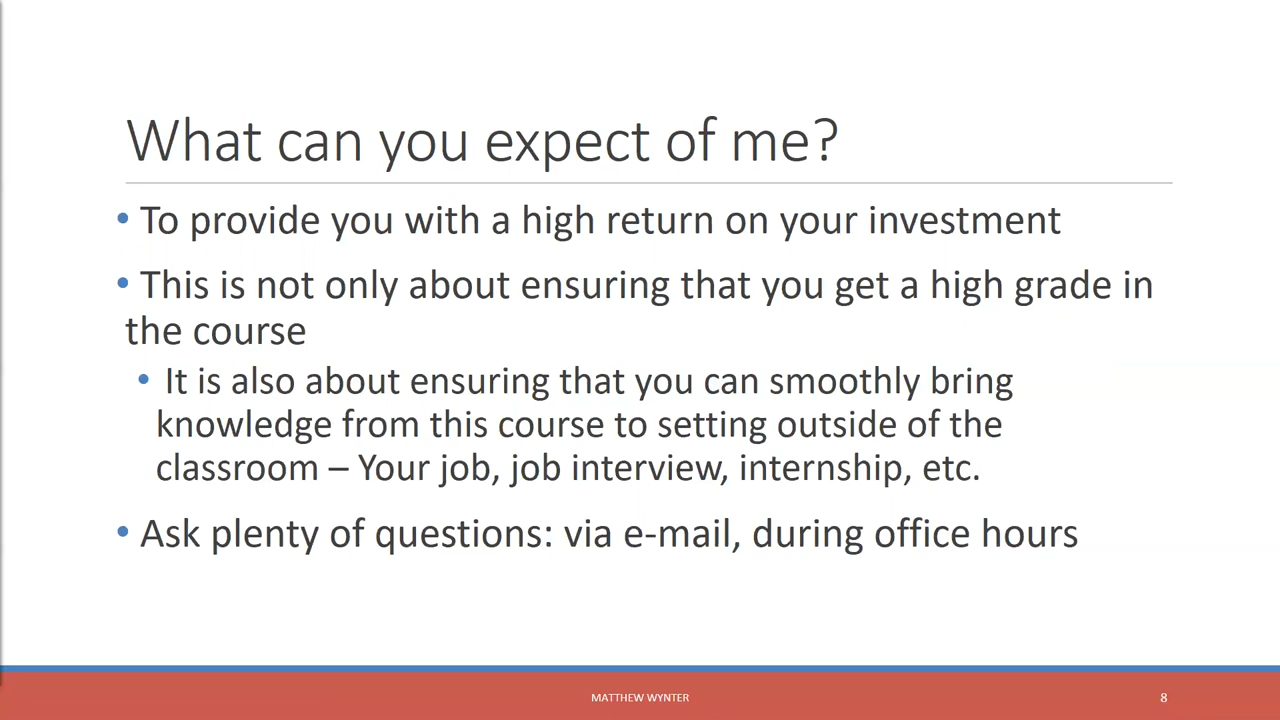 What can you expect of me?
• To provide you with a high return on your investment
• This is not only about ensuring that you get a high grade in
the course
• It is also about ensuring that you can smoothly bring
knowledge from this course to setting outside of the
classroom – Your job, job interview, internship, etc.
• Ask plenty of questions: via e-mail, during office hours
MATTHEW WYNTER
8